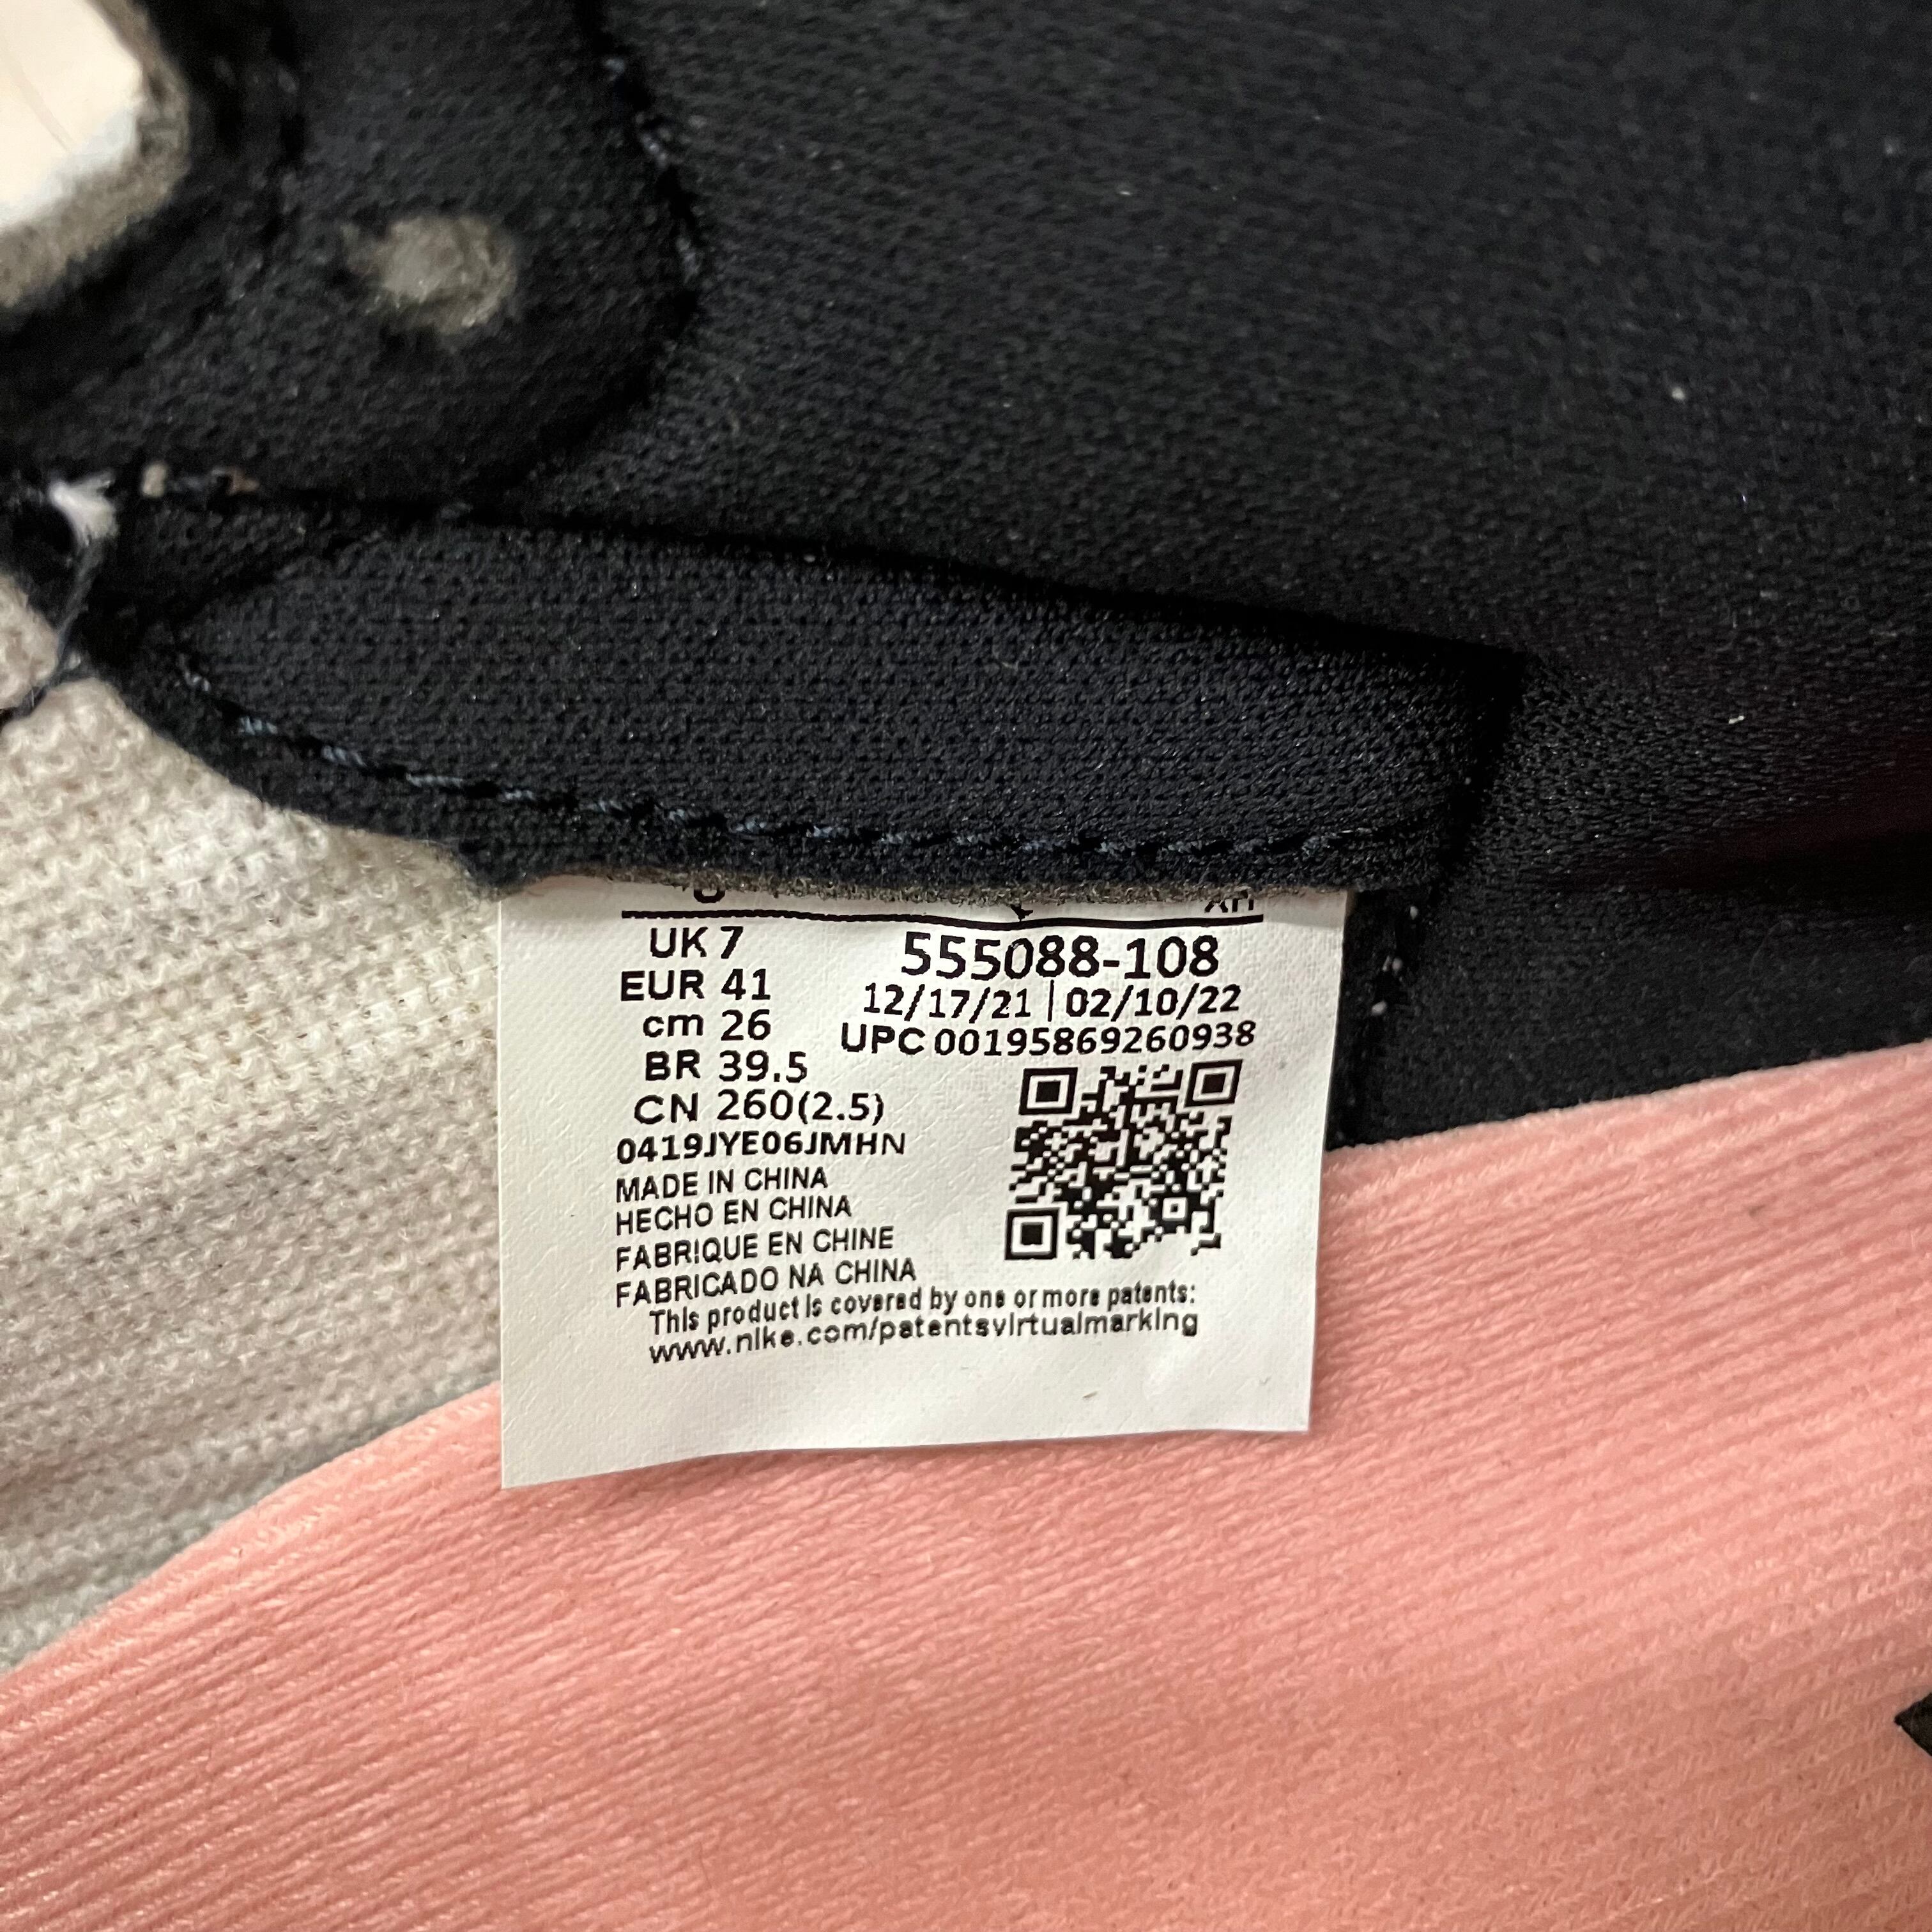 UK 7
EUR 41
cm 26
BR 39.5
CN 260(2.5)
555088-108
12/17/21 | 02/10/22
UPC 00195869260938
0419JYE06JMHN
MADE IN CHINA
HECHO EN CHINA
FABRIQUE EN CHINE
FABRICADO NA CHINA
This product is covered by one or more patents:
www.nike.com/patentsvirtualmarking